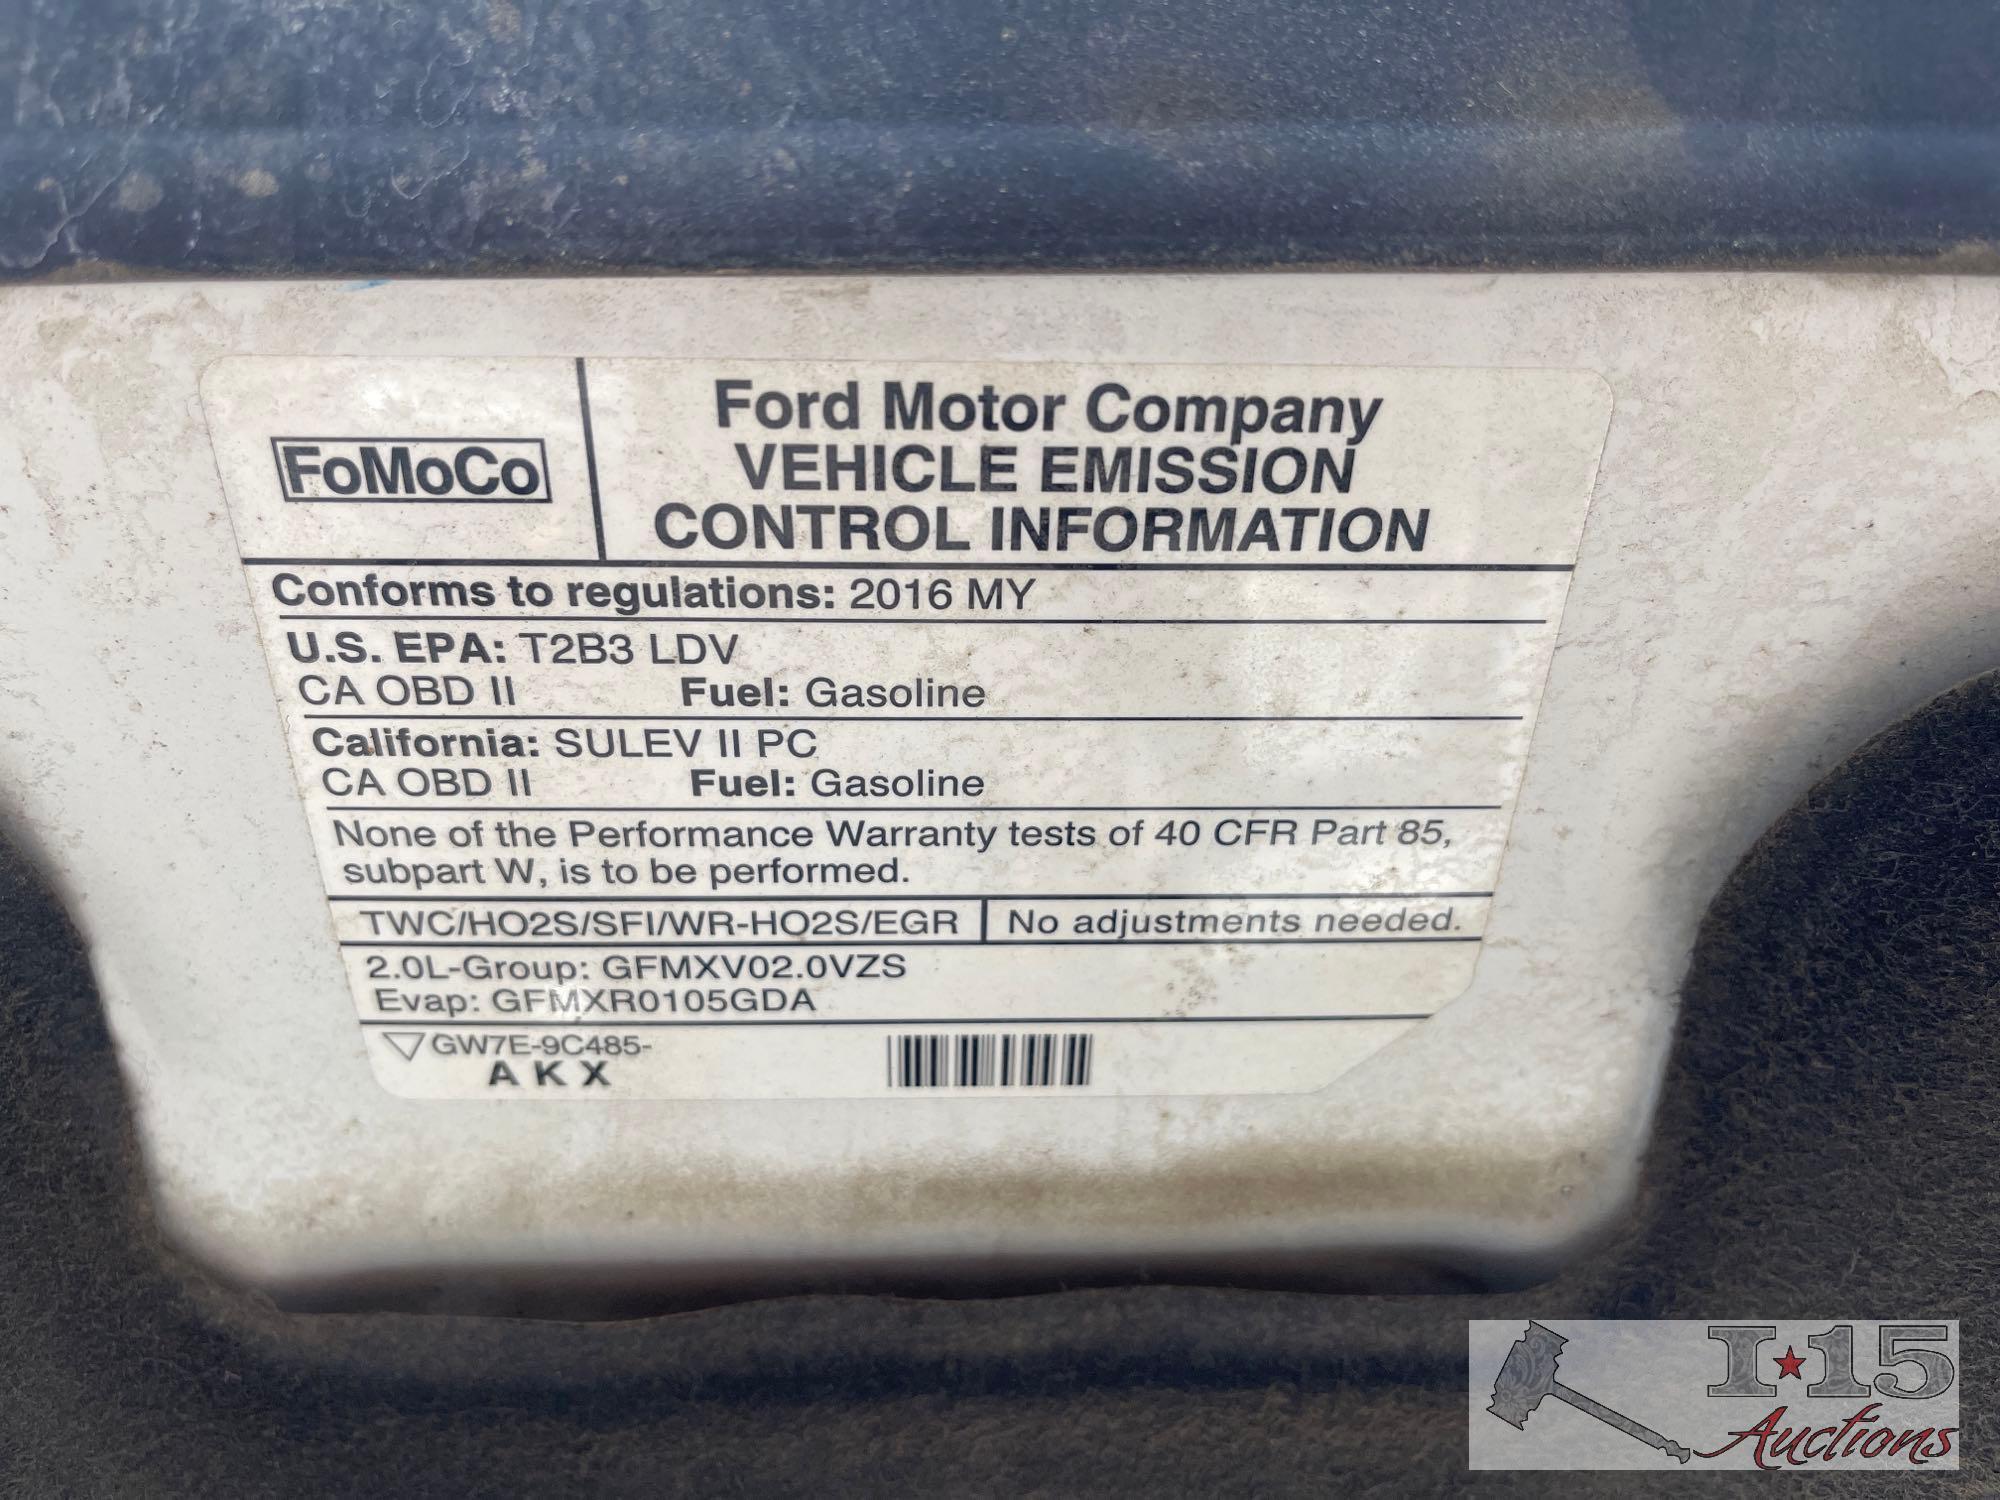 FoMoCo
Ford Motor Company
VEHICLE EMISSION
CONTROL INFORMATION
Conforms to regulations: 2016 MY
U.S. EPA: T2B3 LDV
CA OBD II Fuel: Gasoline
California: SULEV II PC
CA OBD II Fuel: Gasoline
None of the Performance Warranty tests of 40 CFR Part 85,
subpart W, is to be performed.
TWC/HO2S/SFI/WR-HO2S/EGR No adjustments needed.
2.0L-Group: GFMXV02.0VZS
Evap: GFMXR0105GDA
GW7E-9C485-
A K X
I★15
Auctions